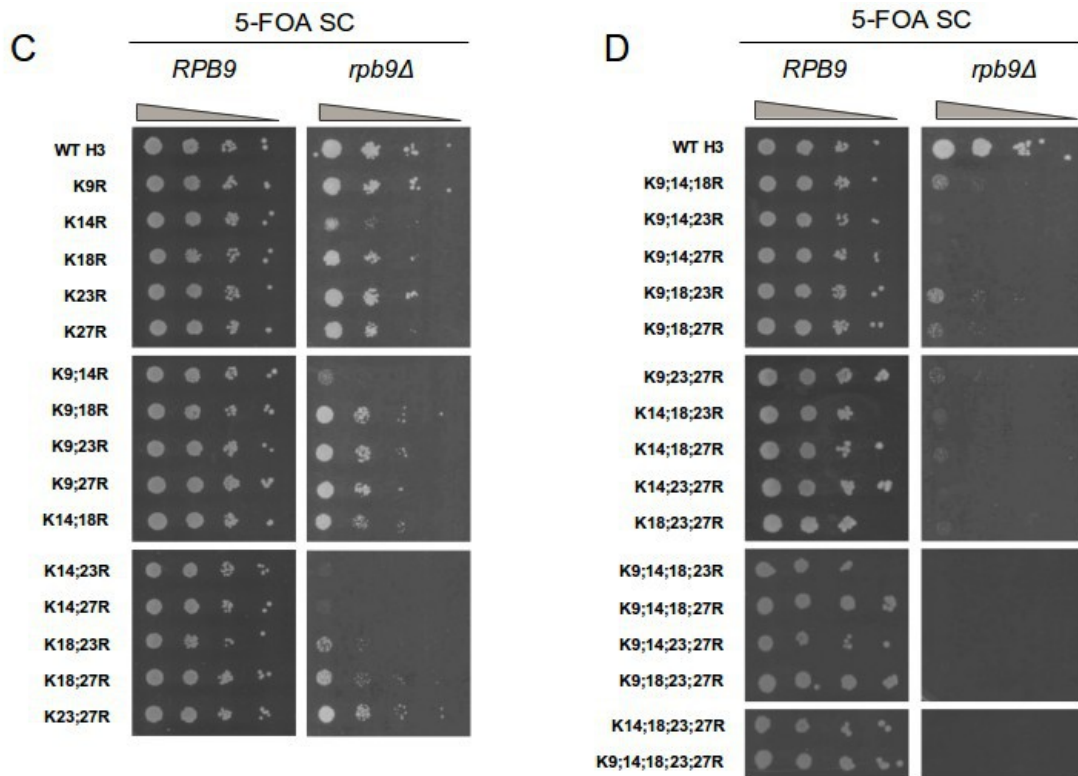 C
5-FOA SC
RPB9 rpb9Δ
WT H3
K9R
K14R
K18R
K23R
K27R
K9;14R
K9;18R
K9;23R
K9;27R
K14;18R
K14;23R
K14;27R
K18;23R
K18;27R
K23;27R
D
5-FOA SC
RPB9 rpb9Δ
WT H3
K9;14;18R
K9;14;23R
K9;14;27R
K9;18;23R
K9;18;27R
K9;23;27R
K14;18;23R
K14;18;27R
K14;23;27R
K18;23;27R
K9;14;18;23R
K9;14;18;27R
K9;14;23;27R
K9;18;23;27R
K14;18;23;27R
K9;14;18;23;27R